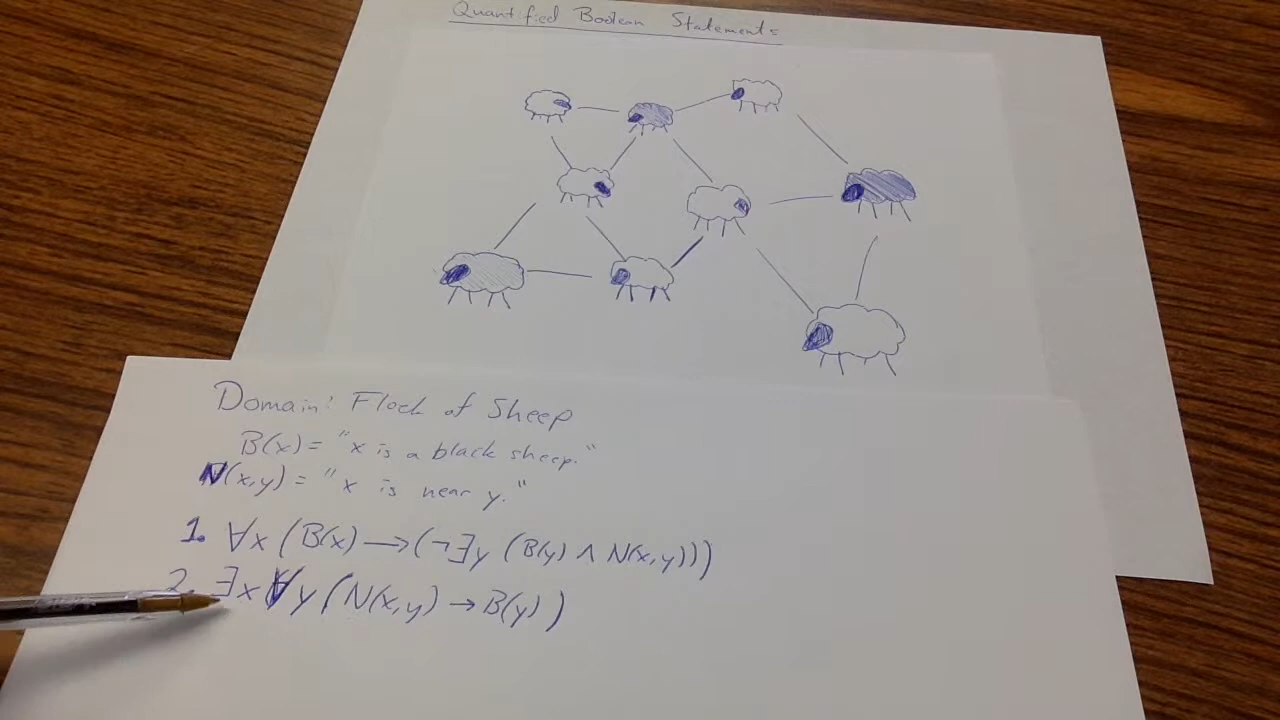 Quantified Boolean Statements
Domain: Flock of Sheep
B(x) = "x is a black sheep."
N(x,y) = "x is near y."
1. ∀x (B(x) → (¬∃y (B(y) ∧ N(x,y)))
2. ∃x ∀y (N(x,y) → B(y))